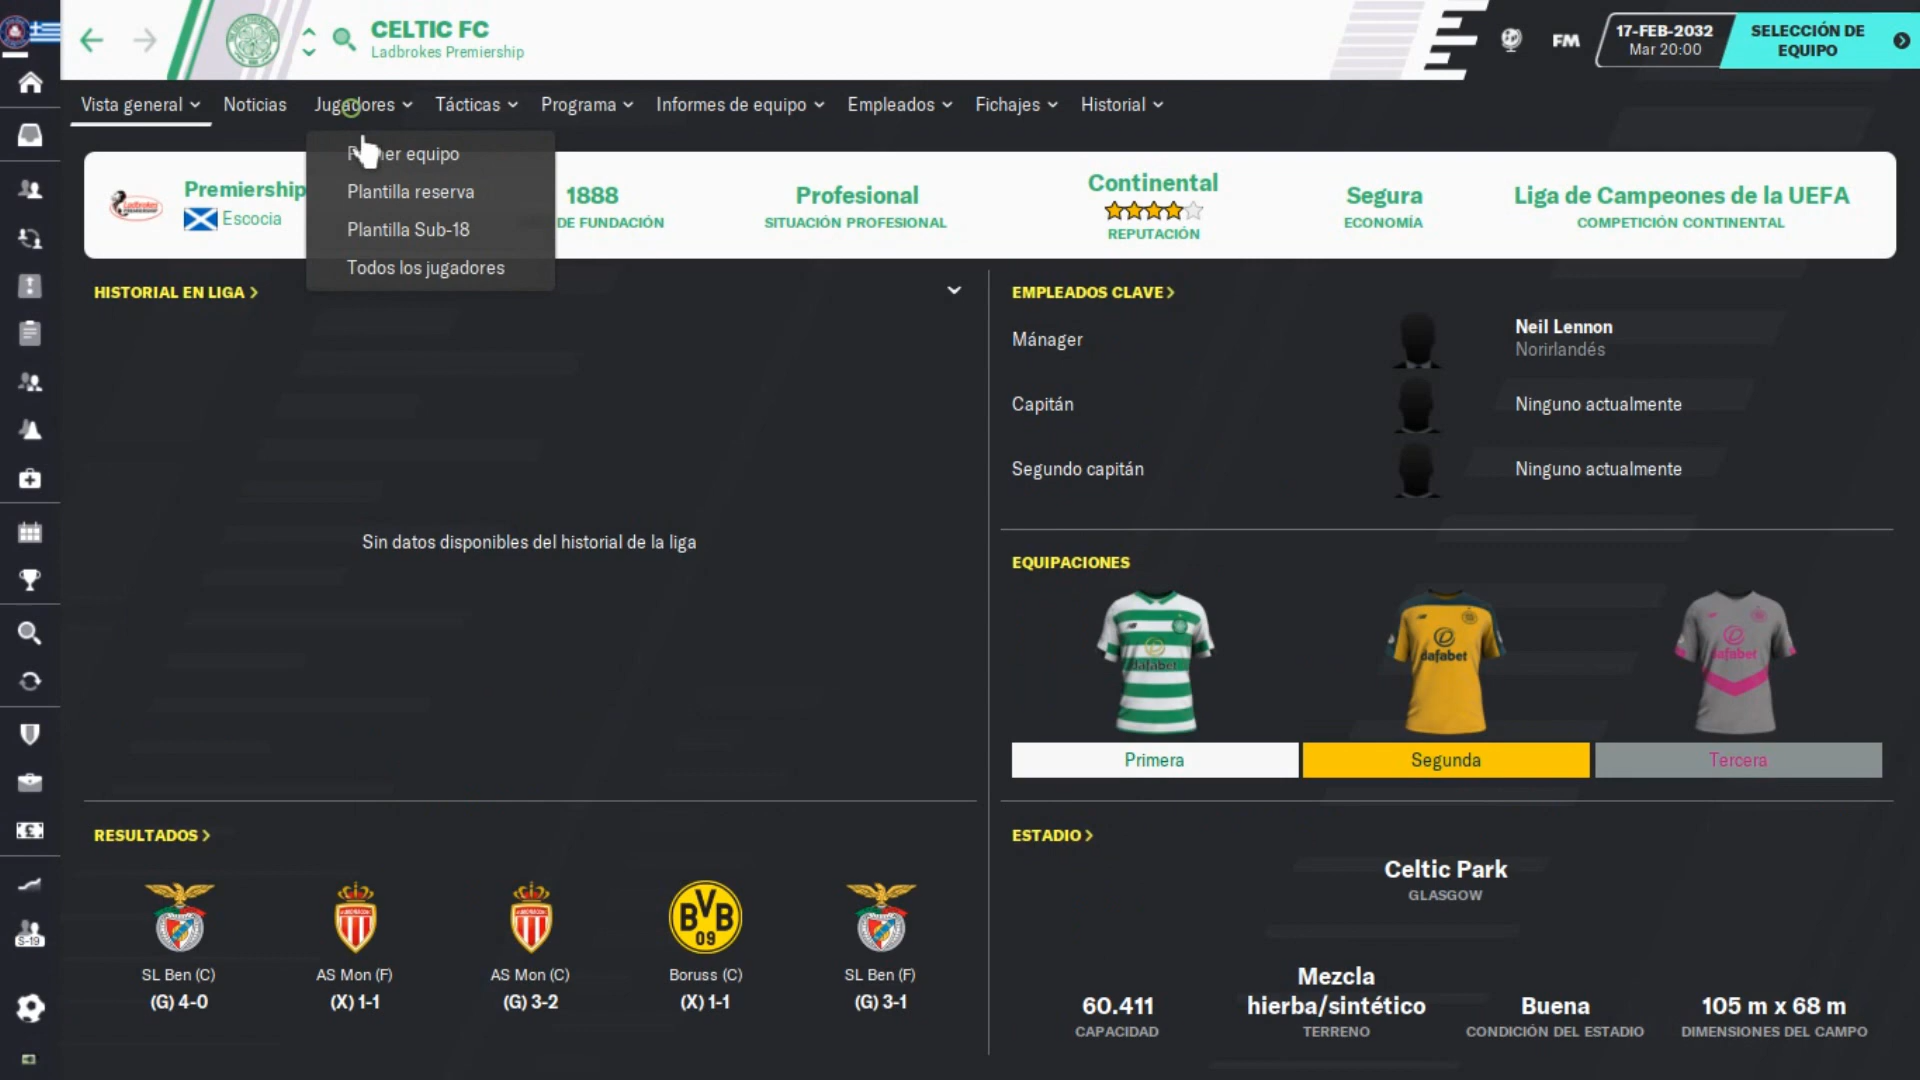 CELTIC FC
Ladbrokes Premiership
FM
17-FEB-2032
Mar 20:00
SELECCIÓN DE
EQUIPO
Vista general
Noticias
Jugadores
Tácticas
Programa
Informes de equipo
Empleados
Fichajes
Historial
Plantilla reserva
Plantilla Sub-18
Todos los jugadores
Premiership
Escocia
1888
DE FUNDACIÓN
Profesional
SITUACIÓN PROFESIONAL
Continental
REPUTACIÓN
Segura
ECONOMÍA
Liga de Campeones de la UEFA
COMPETICIÓN CONTINENTAL
HISTORIAL EN LIGA >
Sin datos disponibles del historial de la liga
EMPLEADOS CLAVE >
Mánager
Neil Lennon
Norirlandés
Capitán
Ninguno actualmente
Segundo capitán
Ninguno actualmente
EQUIPACIONES
dafabet
dafabet
dafabet
Primera
Segunda
Tercera
RESULTADOS >
BVB
09
SL Ben (C)
(G) 4-0
AS Mon (F)
(X) 1-1
AS Mon (C)
(G) 3-2
Boruss (C)
(X) 1-1
SL Ben (F)
(G) 3-1
ESTADIO >
Celtic Park
GLASGOW
60.411
CAPACIDAD
Mezcla
hierba/sintético
TERRENO
Buena
CONDICIÓN DEL ESTADIO
105 m x 68 m
DIMENSIONES DEL CAMPO
S-19